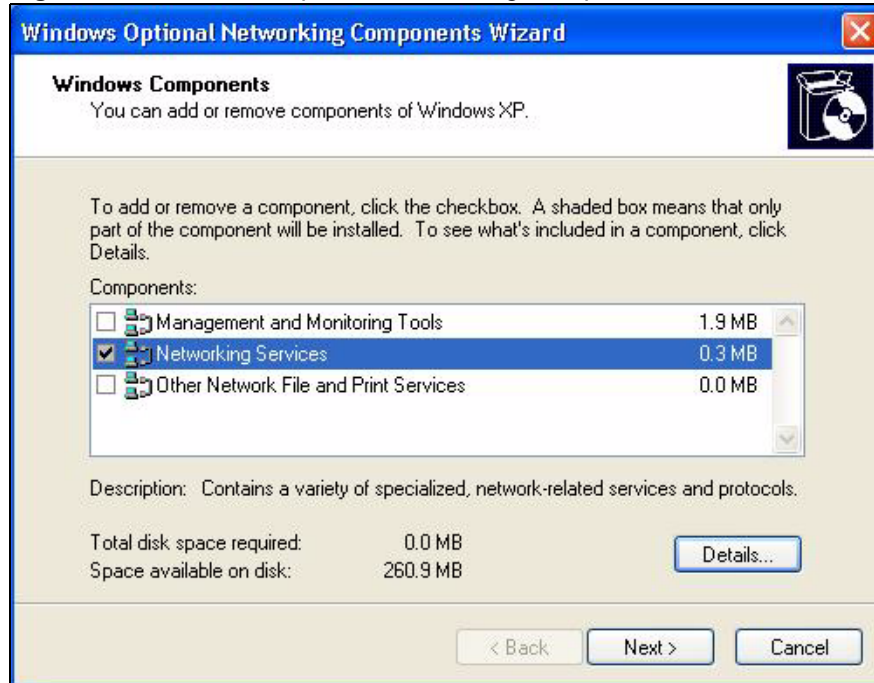 Windows Optional Networking Components Wizard
Windows Components
You can add or remove components of Windows XP.
To add or remove a component, click the checkbox. A shaded box means that only
part of the component will be installed. To see what's included in a component, click
Details.
Components:
Management and Monitoring Tools 1.9 MB
Networking Services 0.3 MB
Other Network File and Print Services 0.0 MB
Description: Contains a variety of specialized, network-related services and protocols.
Total disk space required: 0.0 MB
Space available on disk: 260.9 MB
Details...
< Back Next > Cancel